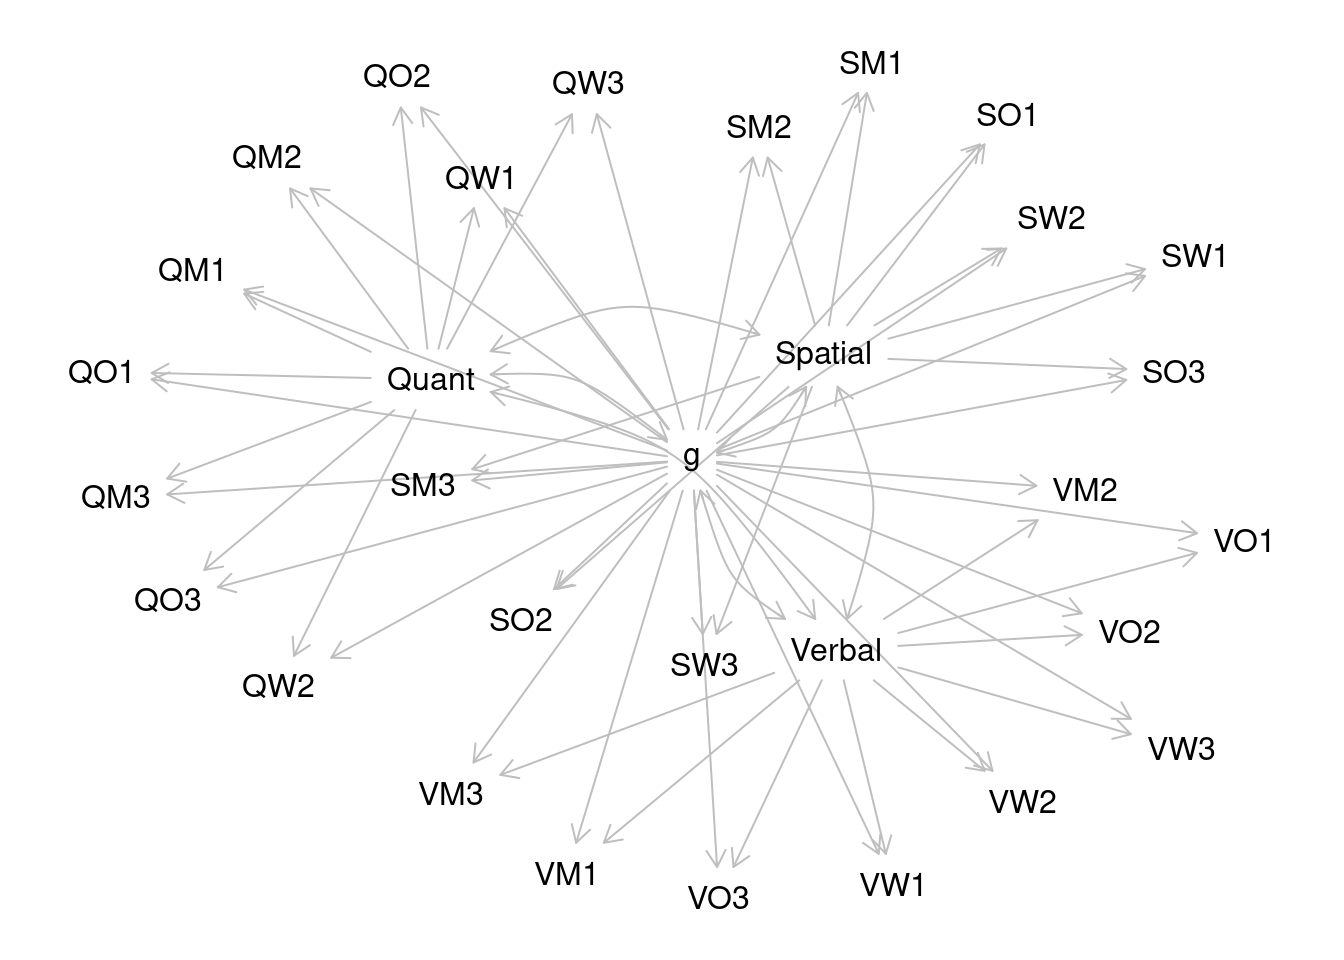 SM1
QO2
QW3
SO1
SM2
QM2
QW1
SW2
SW1
QM1
Spatial
QO1
SO3
Quant
g
SM3
VM2
QM3
VO1
QO3
SO2
VO2
Verbal
SW3
QW2
VW3
VM3
VW2
VM1
VW1
VO3